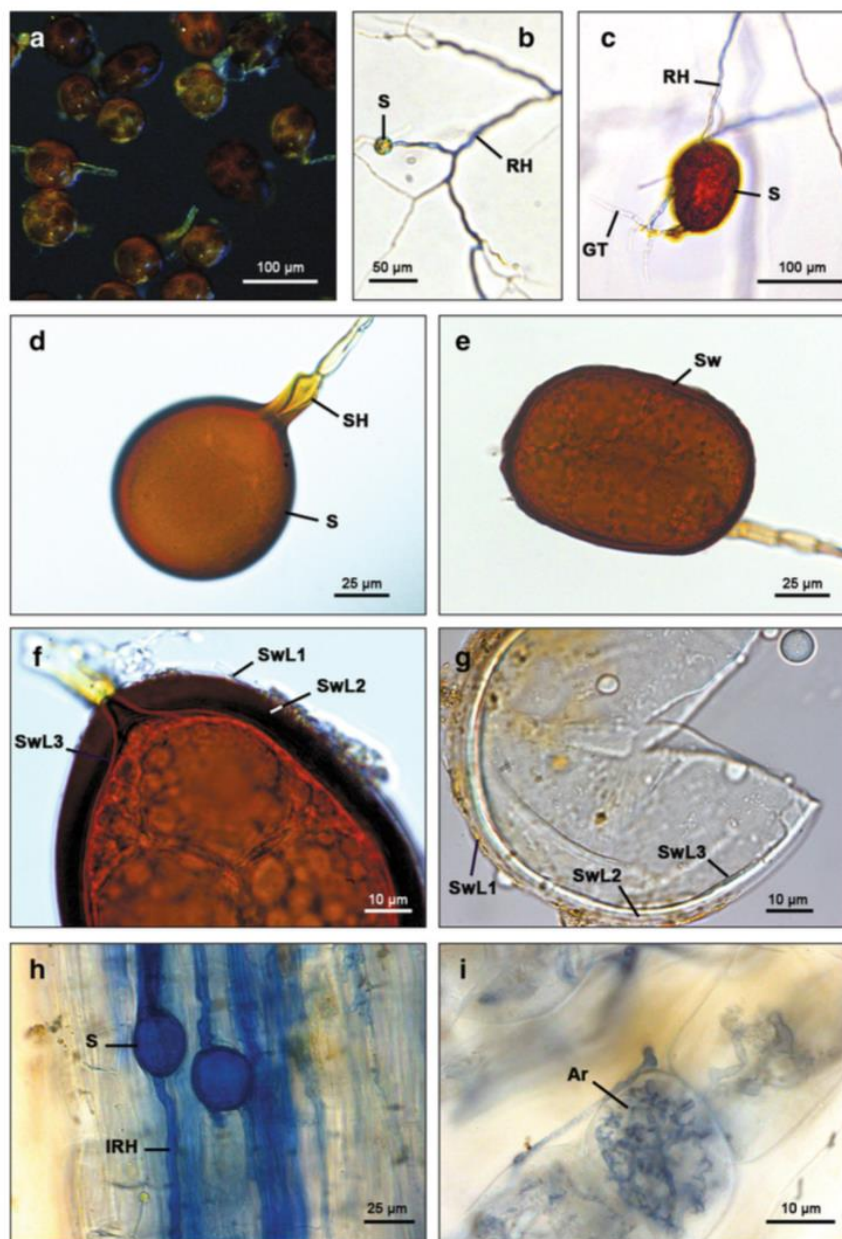 a
100 µm
b
S
RH
50 µm
c
RH
S
GT
100 µm
d
SH
S
25 µm
e
Sw
25 µm
f
SwL1
SwL2
SwL3
10 µm
g
SwL3
SwL1
SwL2
10 µm
h
S
IRH
25 µm
i
Ar
10 µm